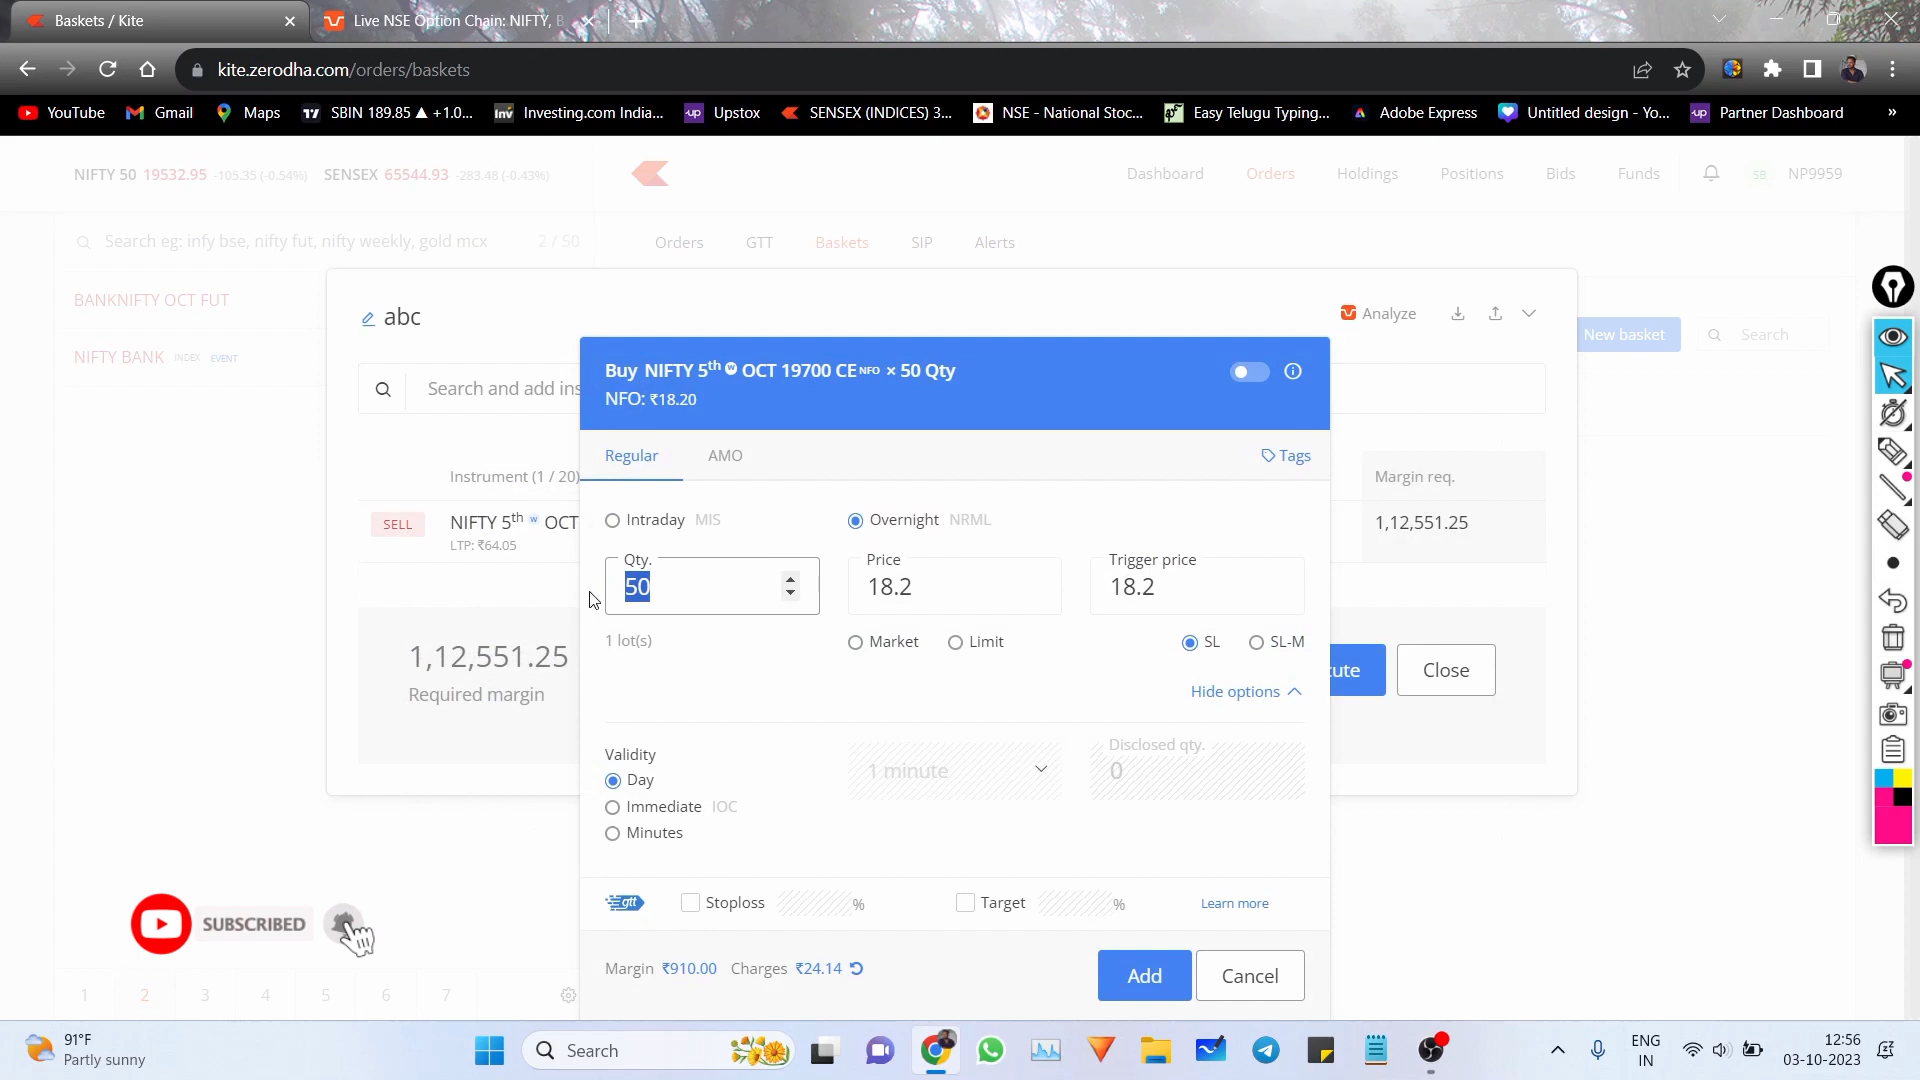 Baskets / Kite
Live NSE Option Chain: NIFTY, B
kite.zerodha.com/orders/baskets
YouTube Gmail Maps SBIN 189.85 ▲ +1.0... Investing.com India... Upstox SENSEX (INDICES) 3... NSE - National Stoc... Easy Telugu Typing... Adobe Express Untitled design - Yo... Partner Dashboard »
NIFTY 50 19532.95 -105.35 (-0.54%) SENSEX 65544.93 -283.48 (-0.43%)
Dashboard Orders Holdings Positions Bids Funds SB NP9959
Search eg: infy bse, nifty fut, nifty weekly, gold mcx 2 / 50
Orders GTT Baskets SIP Alerts
BANKNIFTY OCT FUT
NIFTY BANK INDEX EVENT
abc
Analyze
New basket
Search
Search and add ins
Buy NIFTY 5th w OCT 19700 CE NFO × 50 Qty
NFO: ₹18.20
Regular AMO Tags
Instrument (1 / 20)
Margin req.
SELL NIFTY 5th w OCT
LTP: ₹64.05
1,12,551.25
Intraday MIS Overnight NRML
Qty. Price Trigger price
50 18.2 18.2
1 lot(s) Market Limit SL SL-M
1,12,551.25
Required margin
cute Close
Hide options
Validity
Day
Immediate IOC
Minutes
1 minute
Disclosed qty.
0
gtt Stoploss % Target % Learn more
SUBSCRIBED
Margin ₹910.00 Charges ₹24.14
Add Cancel
1 2 3 4 5 6 7
91°F
Partly sunny
Search
ENG
IN
12:56
03-10-2023